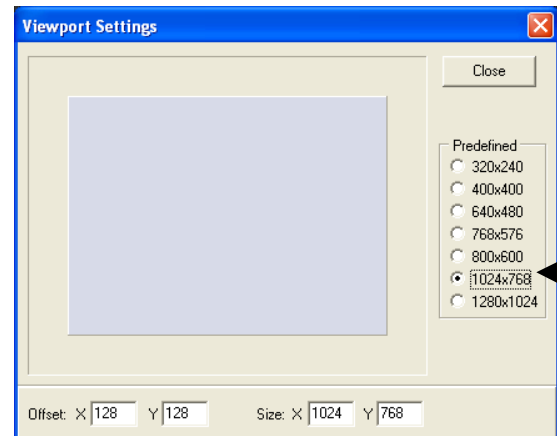 Viewport Settings
Close
Predefined
320x240
400x400
640x480
768x576
800x600
1024x768
1280x1024
Offset: X 128 Y 128 Size: X 1024 Y 768